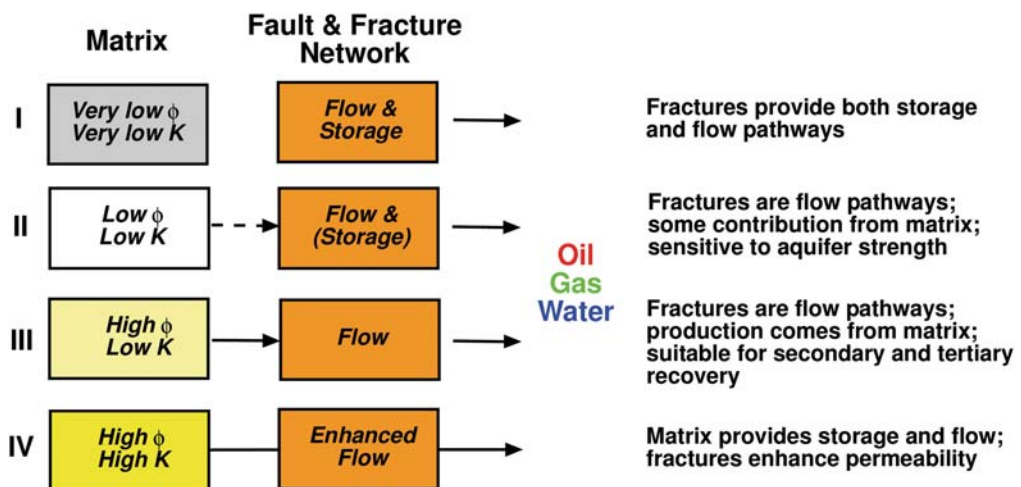 Matrix
Fault & Fracture
Network
I
Very low ϕ
Very low K
Flow &
Storage
Fractures provide both storage
and flow pathways
II
Low ϕ
Low K
Flow &
(Storage)
Fractures are flow pathways;
some contribution from matrix;
sensitive to aquifer strength
Oil
Gas
Water
III
High ϕ
Low K
Flow
Fractures are flow pathways;
production comes from matrix;
suitable for secondary and tertiary
recovery
IV
High ϕ
High K
Enhanced
Flow
Matrix provides storage and flow;
fractures enhance permeability